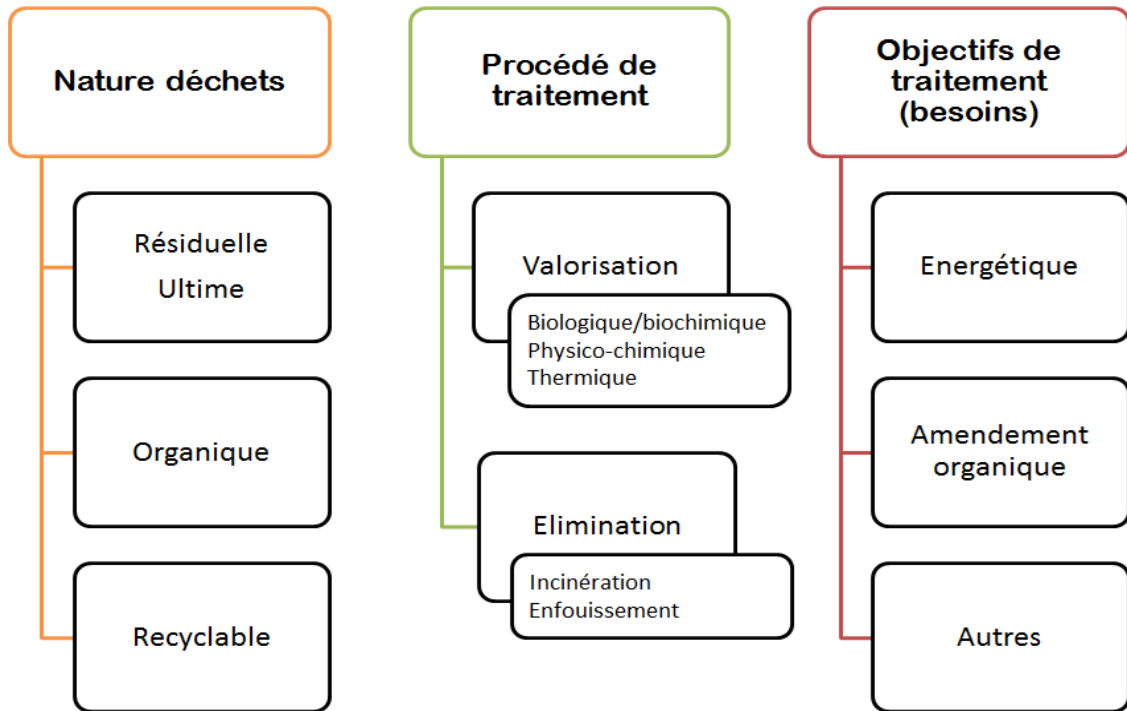 Nature déchets
Résiduelle
Ultime
Organique
Recyclable
Procédé de
traitement
Valorisation
Biologique/biochimique
Physico-chimique
Thermique
Elimination
Incinération
Enfouissement
Objectifs de
traitement
(besoins)
Energétique
Amendement
organique
Autres